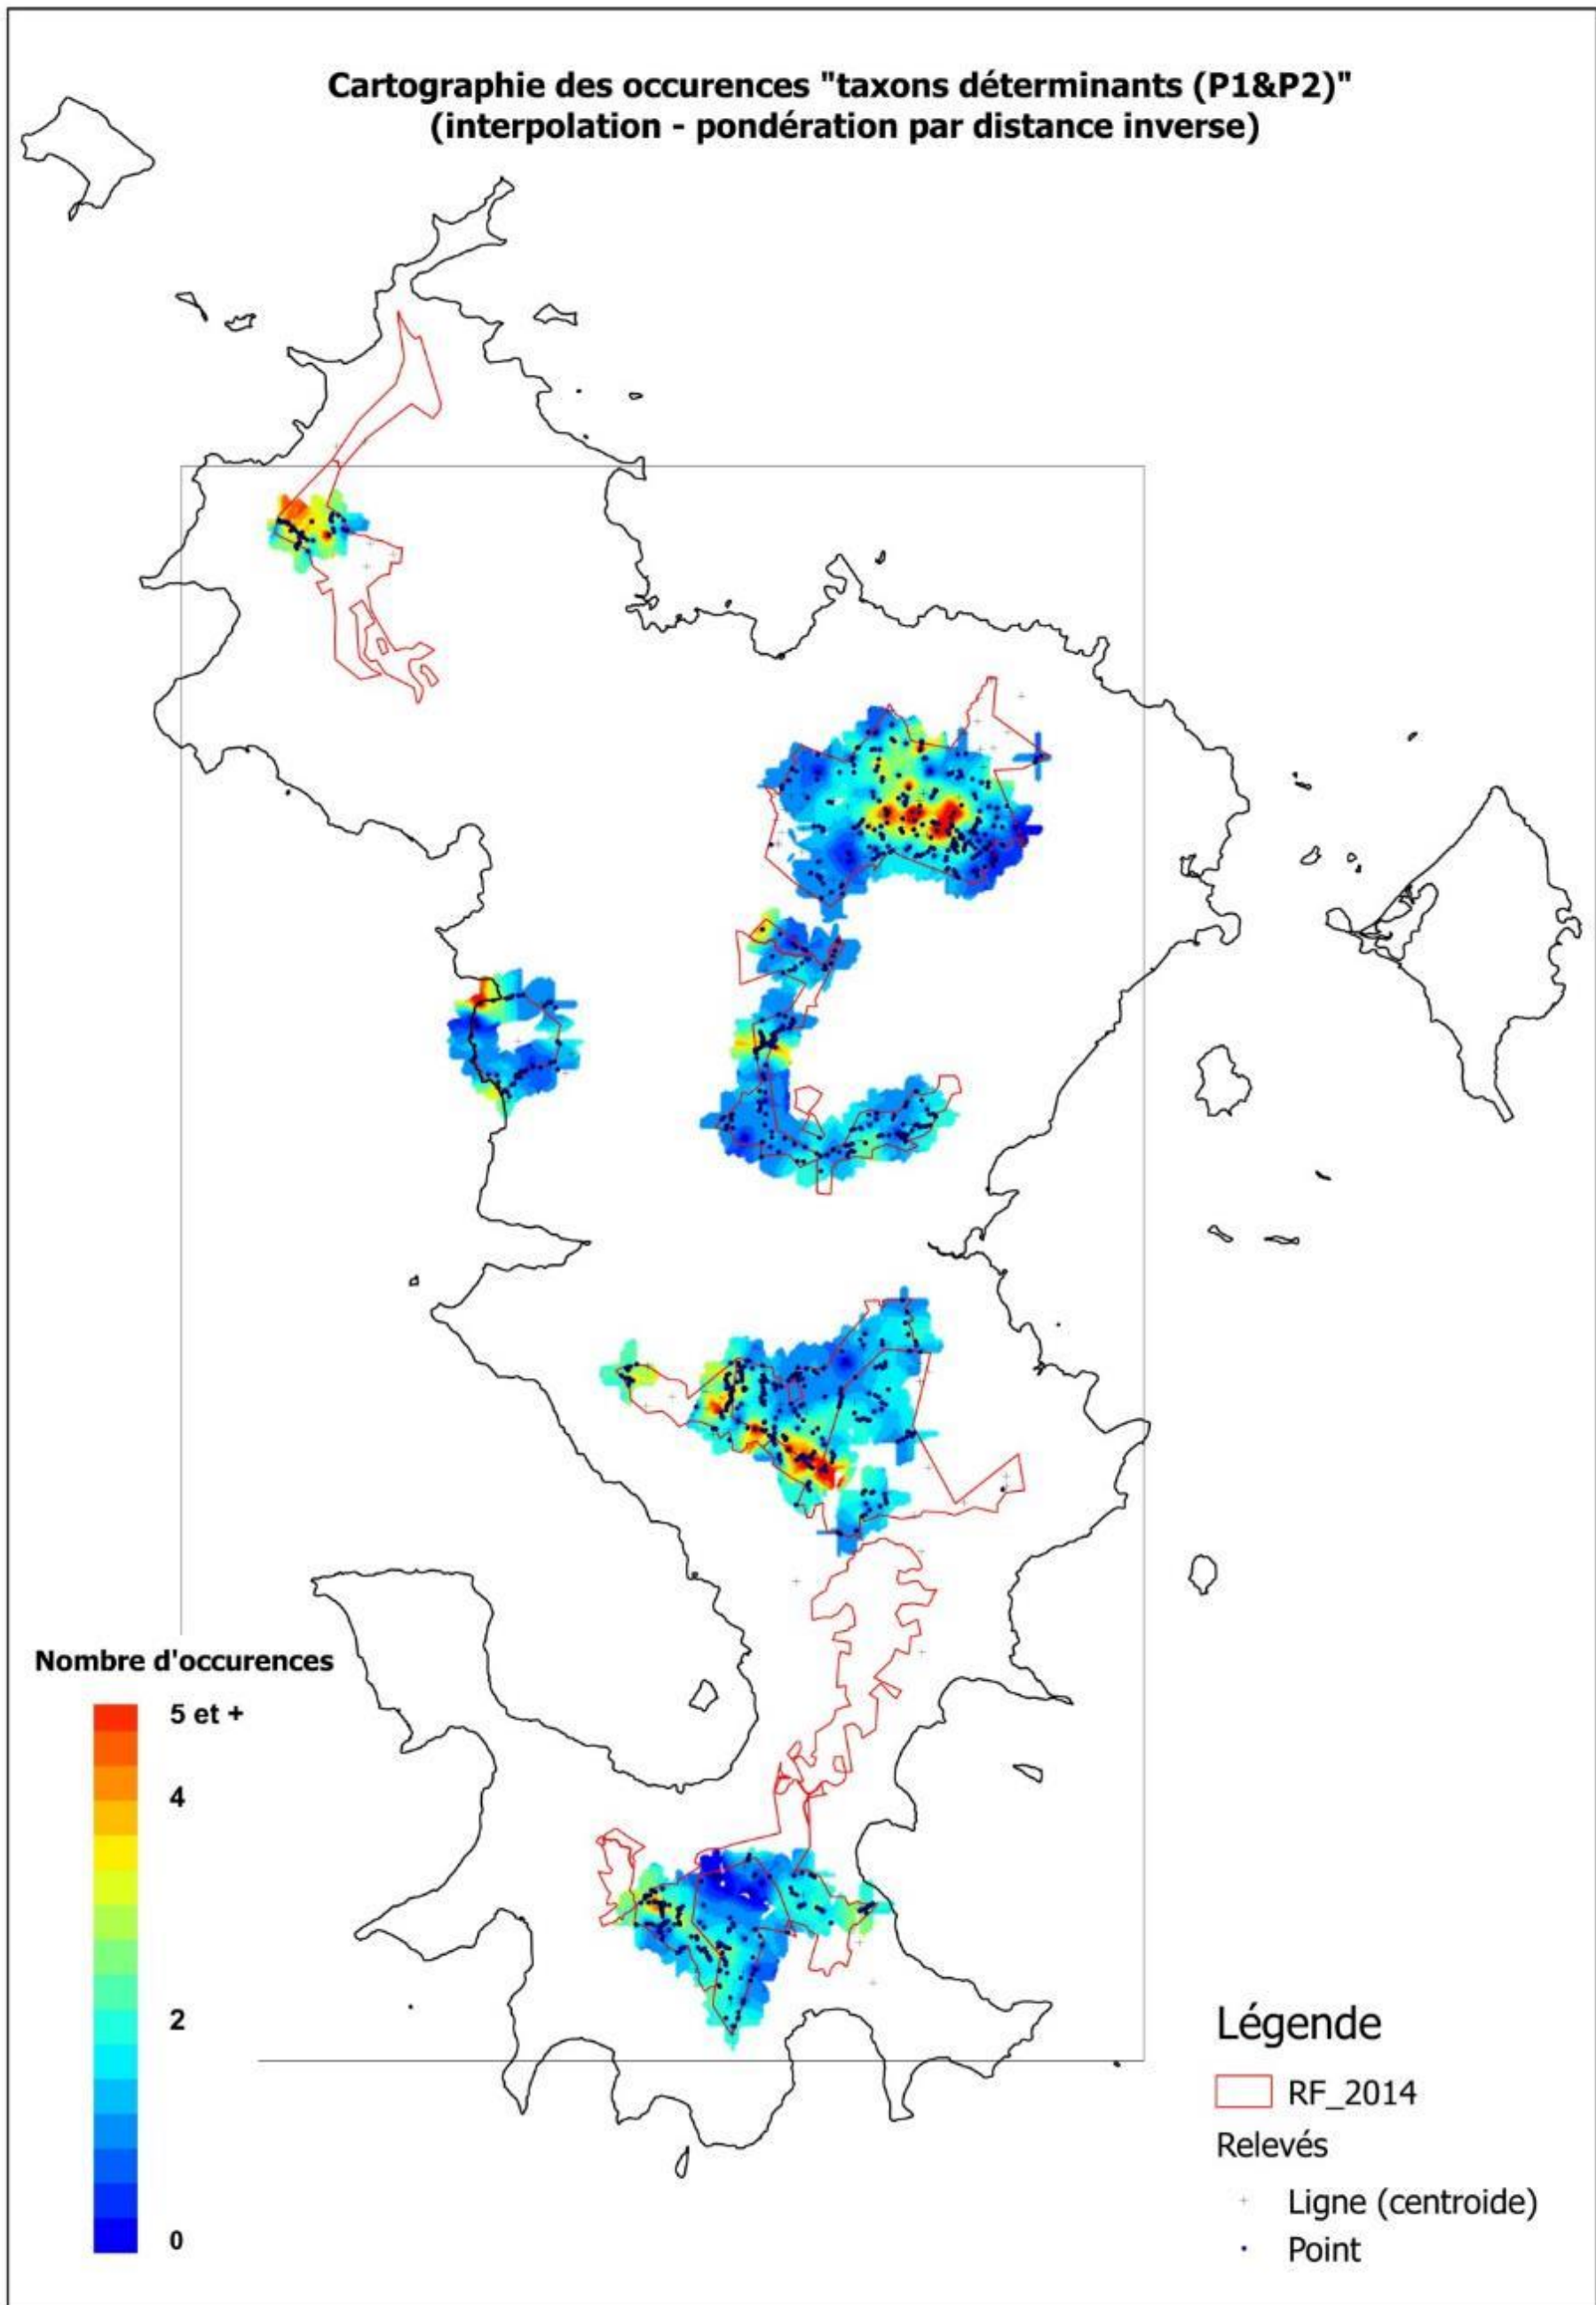 Cartographie des occurences "taxons déterminants (P1&P2)"
(interpolation - pondération par distance inverse)
Nombre d'occurences
5 et +
4
2
0
Légende
RF_2014
Relevés
Ligne (centroide)
Point